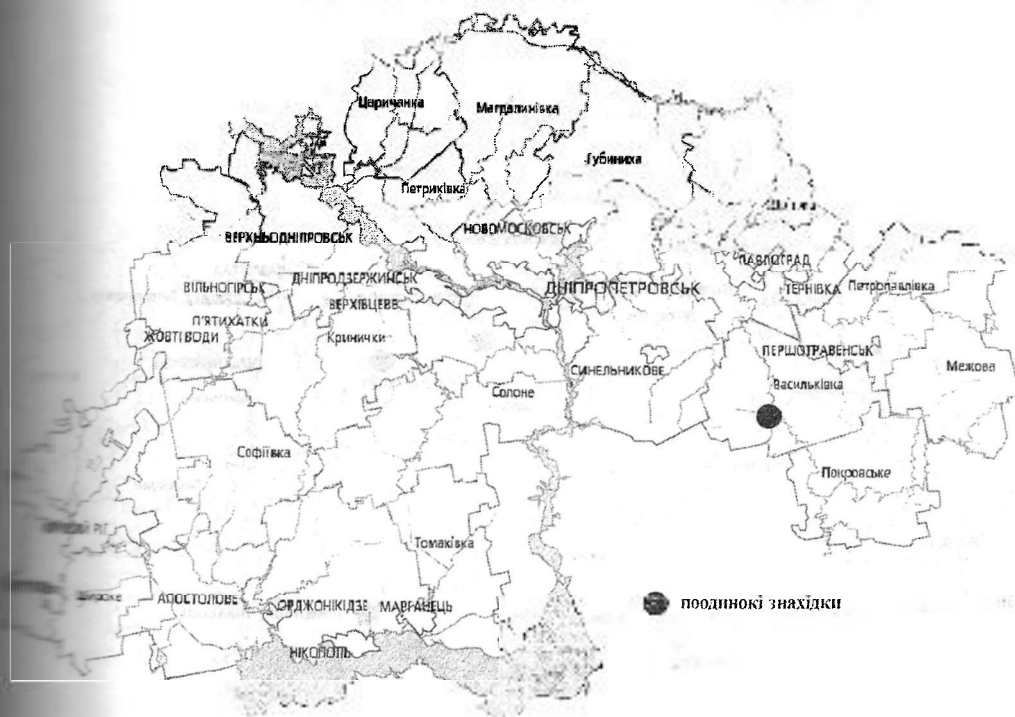 Царичанка
Магдалинівка
Губиниха
Петриківка
НОВОМОСКОВСЬК
ВЕРХНЬОДНІПРОВСЬК
ПАВЛОГРАД
ДНІПРОДЗЕРЖИНСЬК
ДНІПРОПЕТРОВСЬК
ТЕРНІВКА
Петропавлівка
ВІЛЬНОГІРСЬК
ВЕРХІВЦЕВЕ
П'ЯТИХАТКИ
ЖОВТІ ВОДИ
Кринички
ПЕРШОТРАВЕНСЬК
Межова
СИНЕЛЬНИКОВЕ
Васильківка
Солоне
Софіївка
Покровське
Томаківка
Широке
АПОСТОЛОВЕ
ОРДЖОНІКІДЗЕ
МАРГАНЕЦЬ
поодинокі знахідки
НІКОПОЛЬ